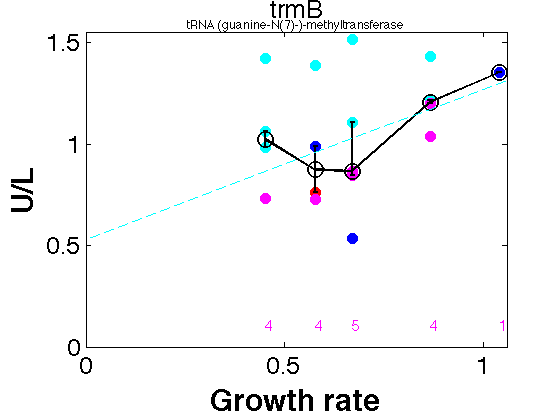 trmB
tRNA (guanine-N(7)-)-methyltransferase
1.5
1
0.5
0
U/L
4 4 5 4 1
0 0.5 1
Growth rate